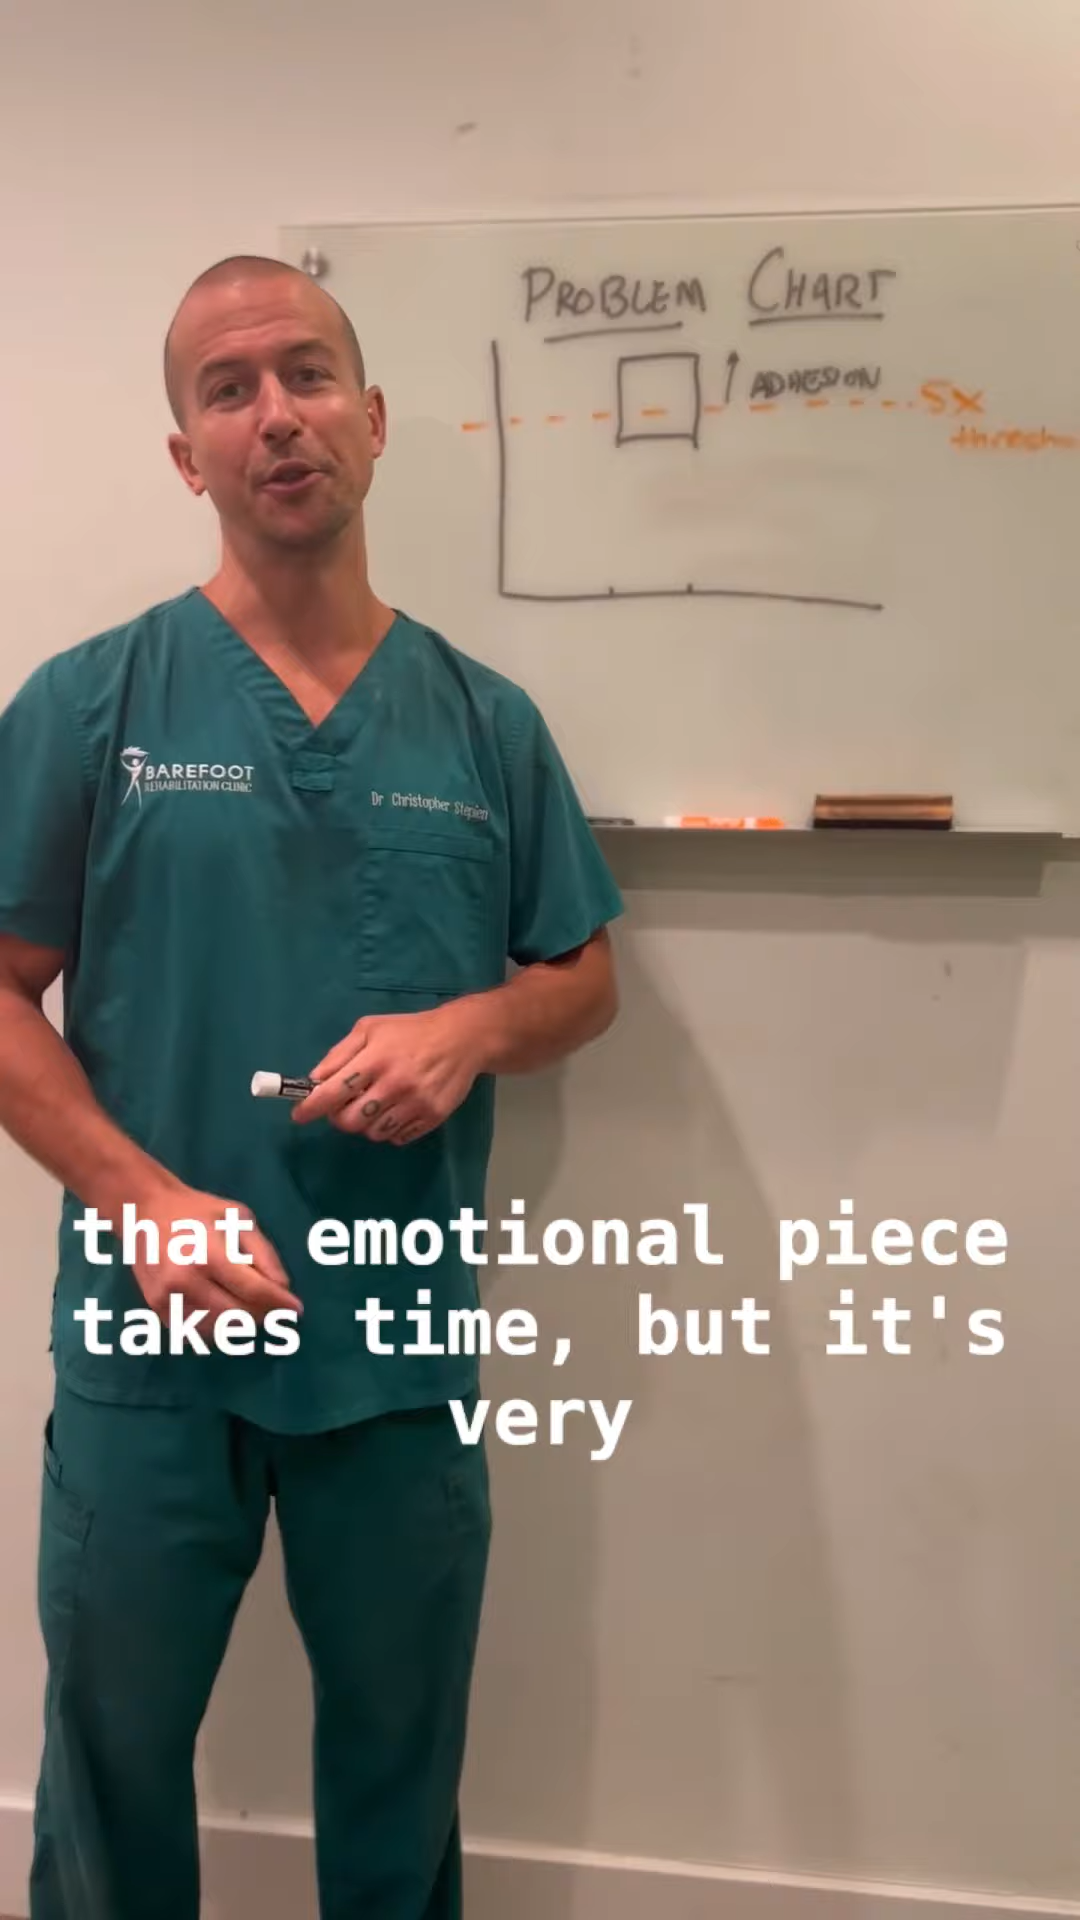 PROBLEM CHART
ADHESION
5x
thresh
BAREFOOT
REHABILITATION CLINIC
Dr Christopher Stepien
LOVE
that emotional piece
takes time, but it's
very